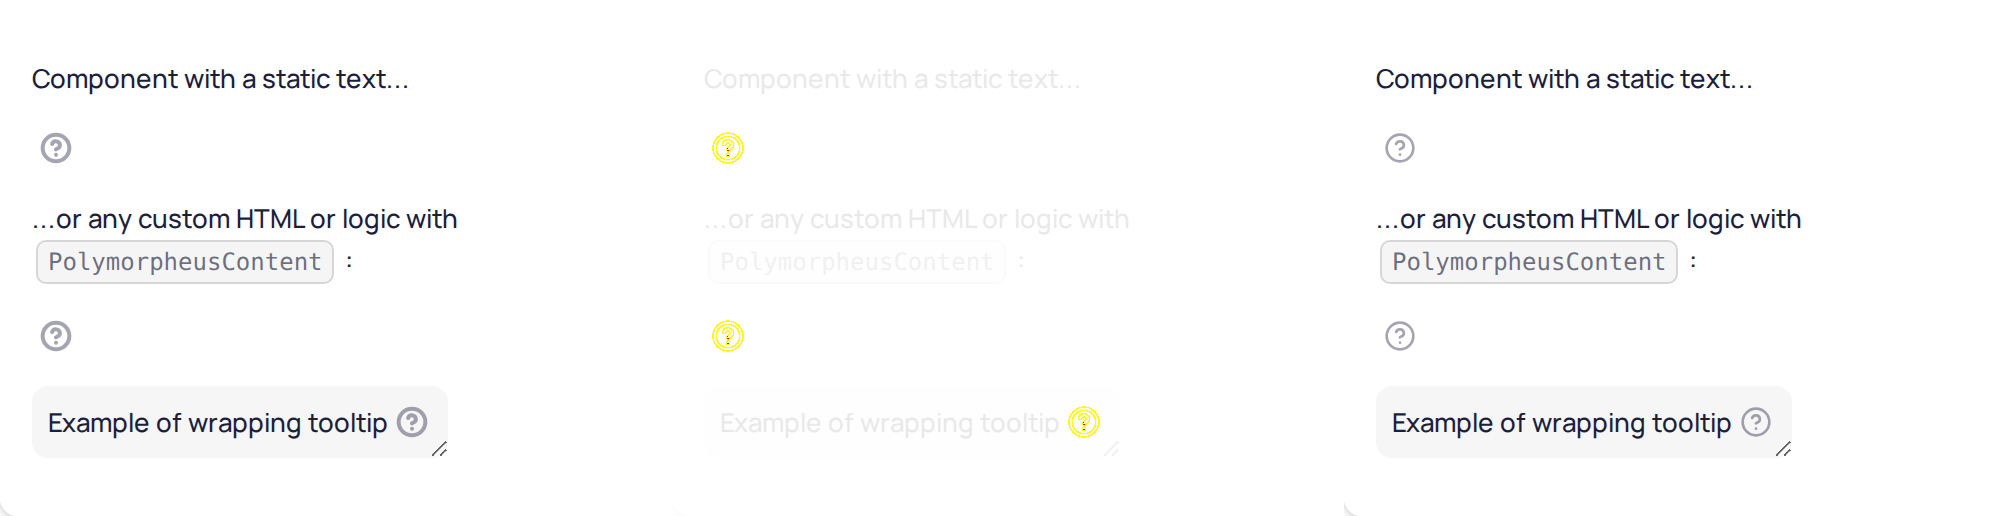 Component with a static text...
?
...or any custom HTML or logic with
PolymorpheusContent :
?
Example of wrapping tooltip ?
Component with a static text...
?
...or any custom HTML or logic with
PolymorpheusContent :
?
Example of wrapping tooltip ?
Component with a static text...
?
...or any custom HTML or logic with
PolymorpheusContent :
?
Example of wrapping tooltip ?